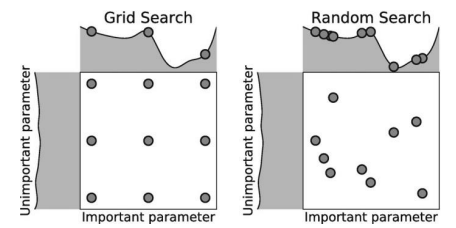 Grid Search
Unimportant parameter
Important parameter
Random Search
Unimportant parameter
Important parameter